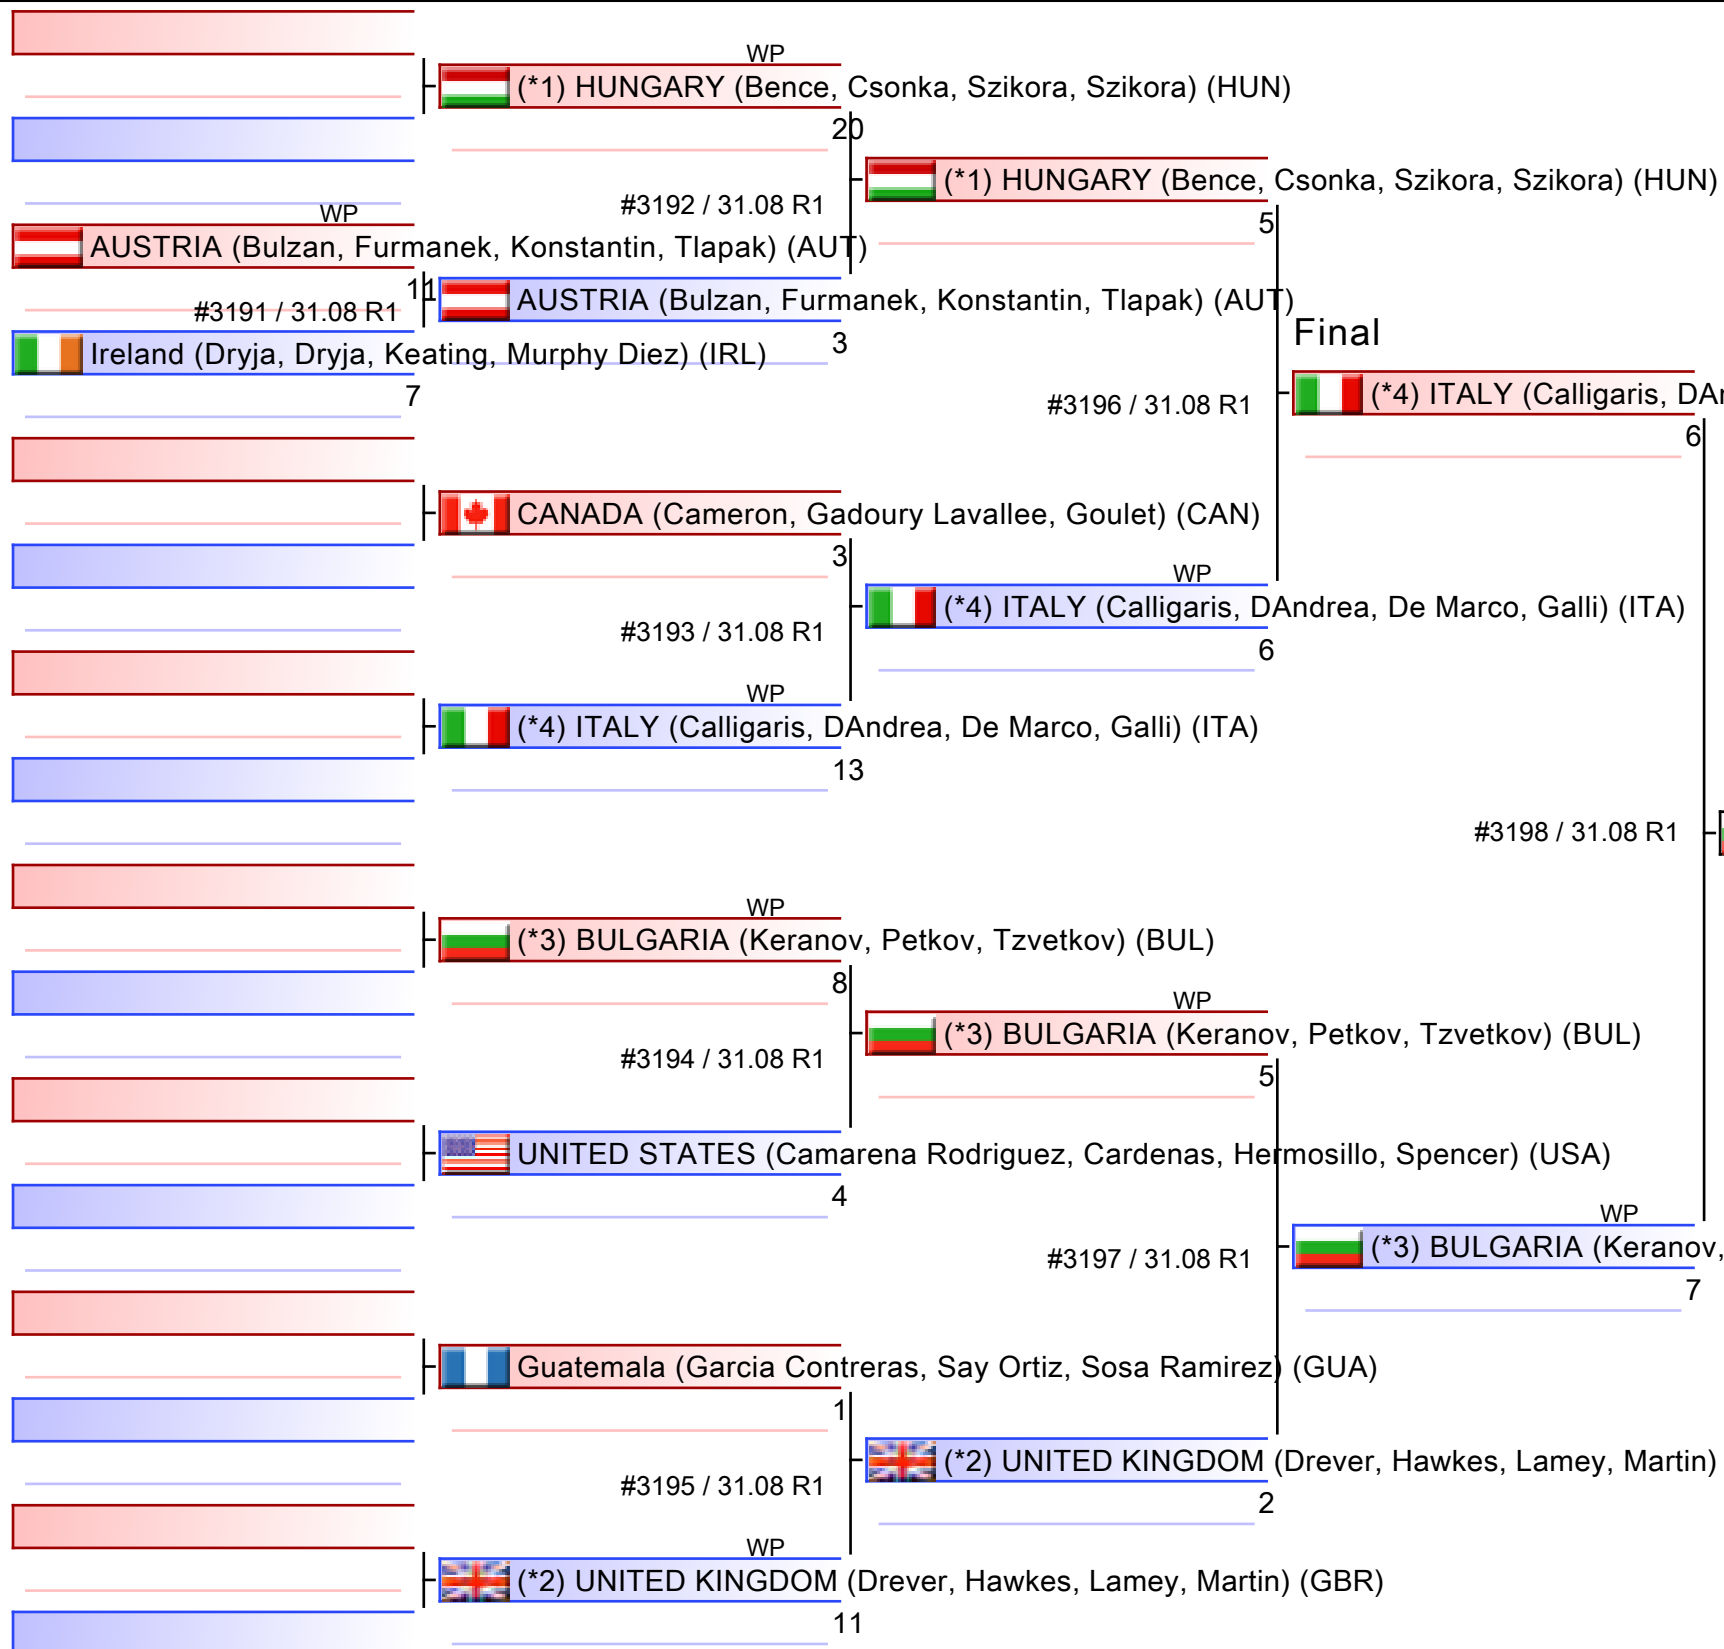 WP
(*1) HUNGARY (Bence, Csonka, Szikora, Szikora) (HUN)
20
(*1) HUNGARY (Bence, Csonka, Szikora, Szikora) (HUN)
#3192 / 31.08 R1
WP
5
AUSTRIA (Bulzan, Furmanek, Konstantin, Tlapak) (AUT)
11
AUSTRIA (Bulzan, Furmanek, Konstantin, Tlapak) (AUT)
#3191 / 31.08 R1
Final
Ireland (Dryja, Dryja, Keating, Murphy Diez) (IRL)
3
7
#3196 / 31.08 R1
(*4) ITALY (Calligaris,
6
CANADA (Cameron, Gadoury Lavallee, Goulet) (CAN)
3
WP
(*4) ITALY (Calligaris, DAndrea, De Marco, Galli) (ITA)
#3193 / 31.08 R1
6
WP
(*4) ITALY (Calligaris, DAndrea, De Marco, Galli) (ITA)
13
#3198 / 31.08 R1
WP
(*3) BULGARIA (Keranov, Petkov, Tzvetkov) (BUL)
8
WP
(*3) BULGARIA (Keranov, Petkov, Tzvetkov) (BUL)
#3194 / 31.08 R1
5
UNITED STATES (Camarena Rodriguez, Cardenas, Hermosillo, Spencer) (USA)
4
WP
(*3) BULGARIA (Keranov,
#3197 / 31.08 R1
7
Guatemala (Garcia Contreras, Say Ortiz, Sosa Ramirez) (GUA)
1
(*2) UNITED KINGDOM (Drever, Hawkes, Lamey, Martin)
#3195 / 31.08 R1
2
WP
(*2) UNITED KINGDOM (Drever, Hawkes, Lamey, Martin) (GBR)
11